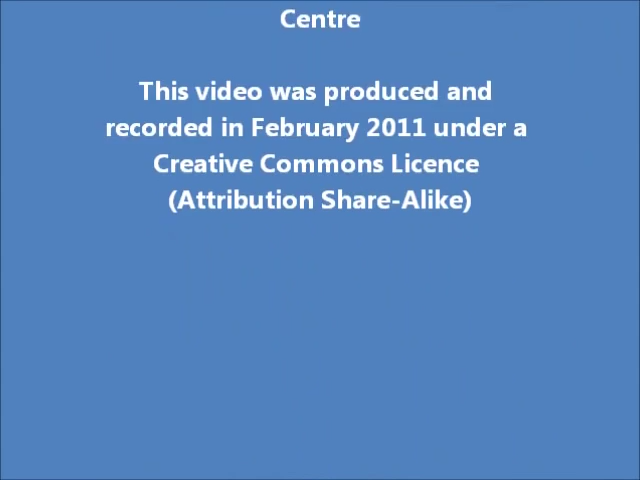 Centre
This video was produced and
recorded in February 2011 under a
Creative Commons Licence
(Attribution Share-Alike)